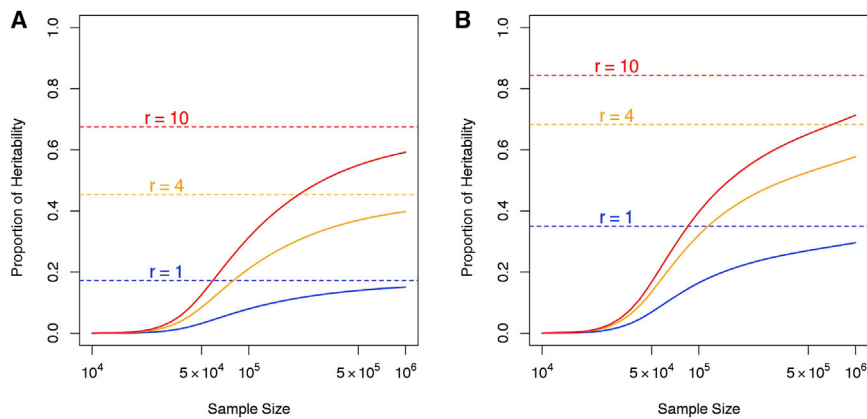 A
Proportion of Heritability
1.0
0.8
0.6
0.4
0.2
0.0
r = 10
r = 4
r = 1
10⁴
5 × 10⁴
10⁵
5 × 10⁵
10⁶
Sample Size
B
Proportion of Heritability
1.0
0.8
0.6
0.4
0.2
0.0
r = 10
r = 4
r = 1
10⁴
5 × 10⁴
10⁵
5 × 10⁵
10⁶
Sample Size